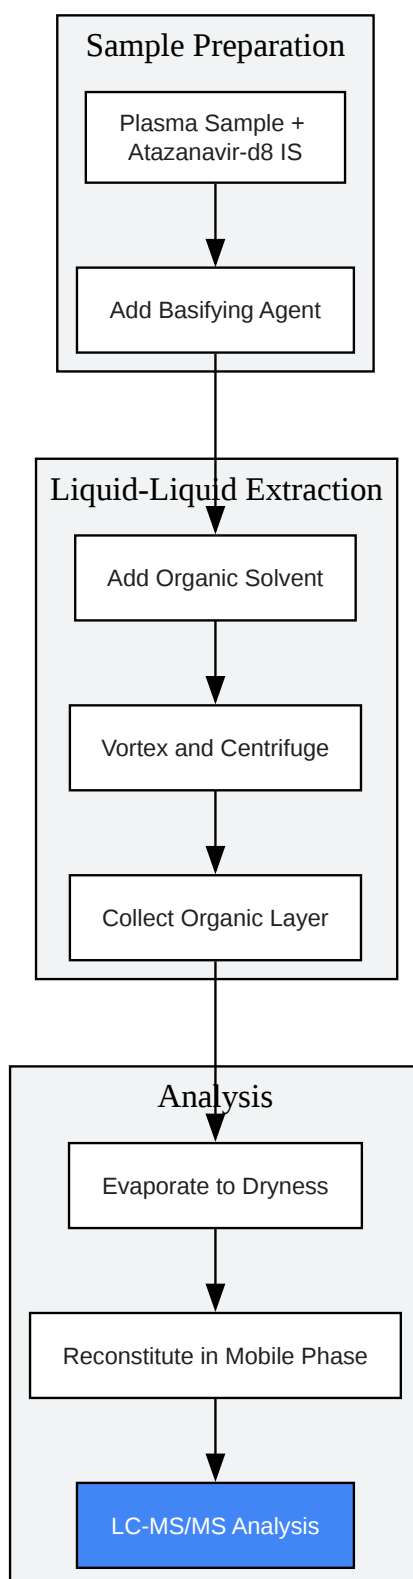 Sample Preparation
Plasma Sample +
Atazanavir-d8 IS
Add Basifying Agent
Liquid-Liquid Extraction
Add Organic Solvent
Vortex and Centrifuge
Collect Organic Layer
Analysis
Evaporate to Dryness
Reconstitute in Mobile Phase
LC-MS/MS Analysis